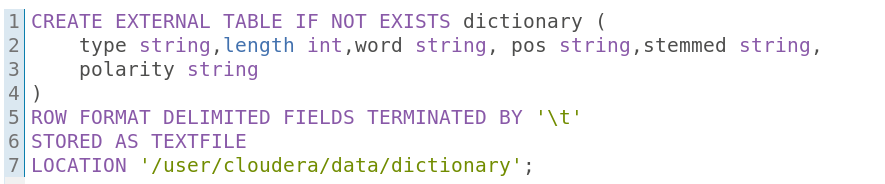 1 CREATE EXTERNAL TABLE IF NOT EXISTS dictionary (
2     type string,length int,word string, pos string,stemmed string,
3     polarity string
4 )
5 ROW FORMAT DELIMITED FIELDS TERMINATED BY '\t'
6 STORED AS TEXTFILE
7 LOCATION '/user/cloudera/data/dictionary';